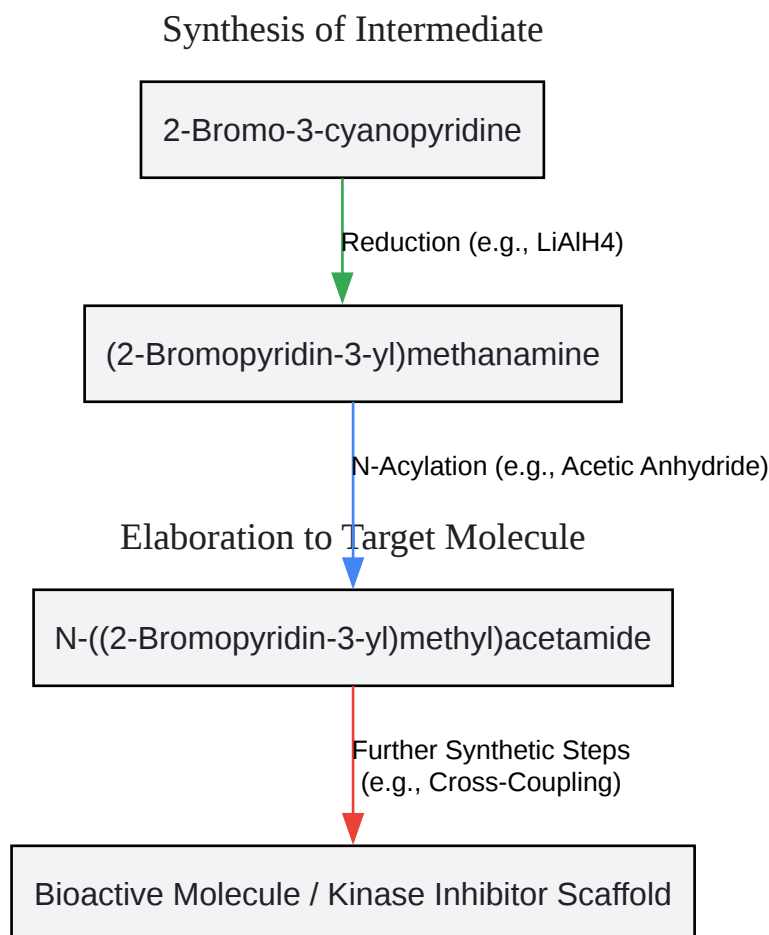 Synthesis of Intermediate
2-Bromo-3-cyanopyridine
Reduction (e.g., LiAlH4)
(2-Bromopyridin-3-yl)methanamine
N-Acylation (e.g., Acetic Anhydride)
Elaboration to Target Molecule
N-((2-Bromopyridin-3-yl)methyl)acetamide
Further Synthetic Steps
(e.g., Cross-Coupling)
Bioactive Molecule / Kinase Inhibitor Scaffold